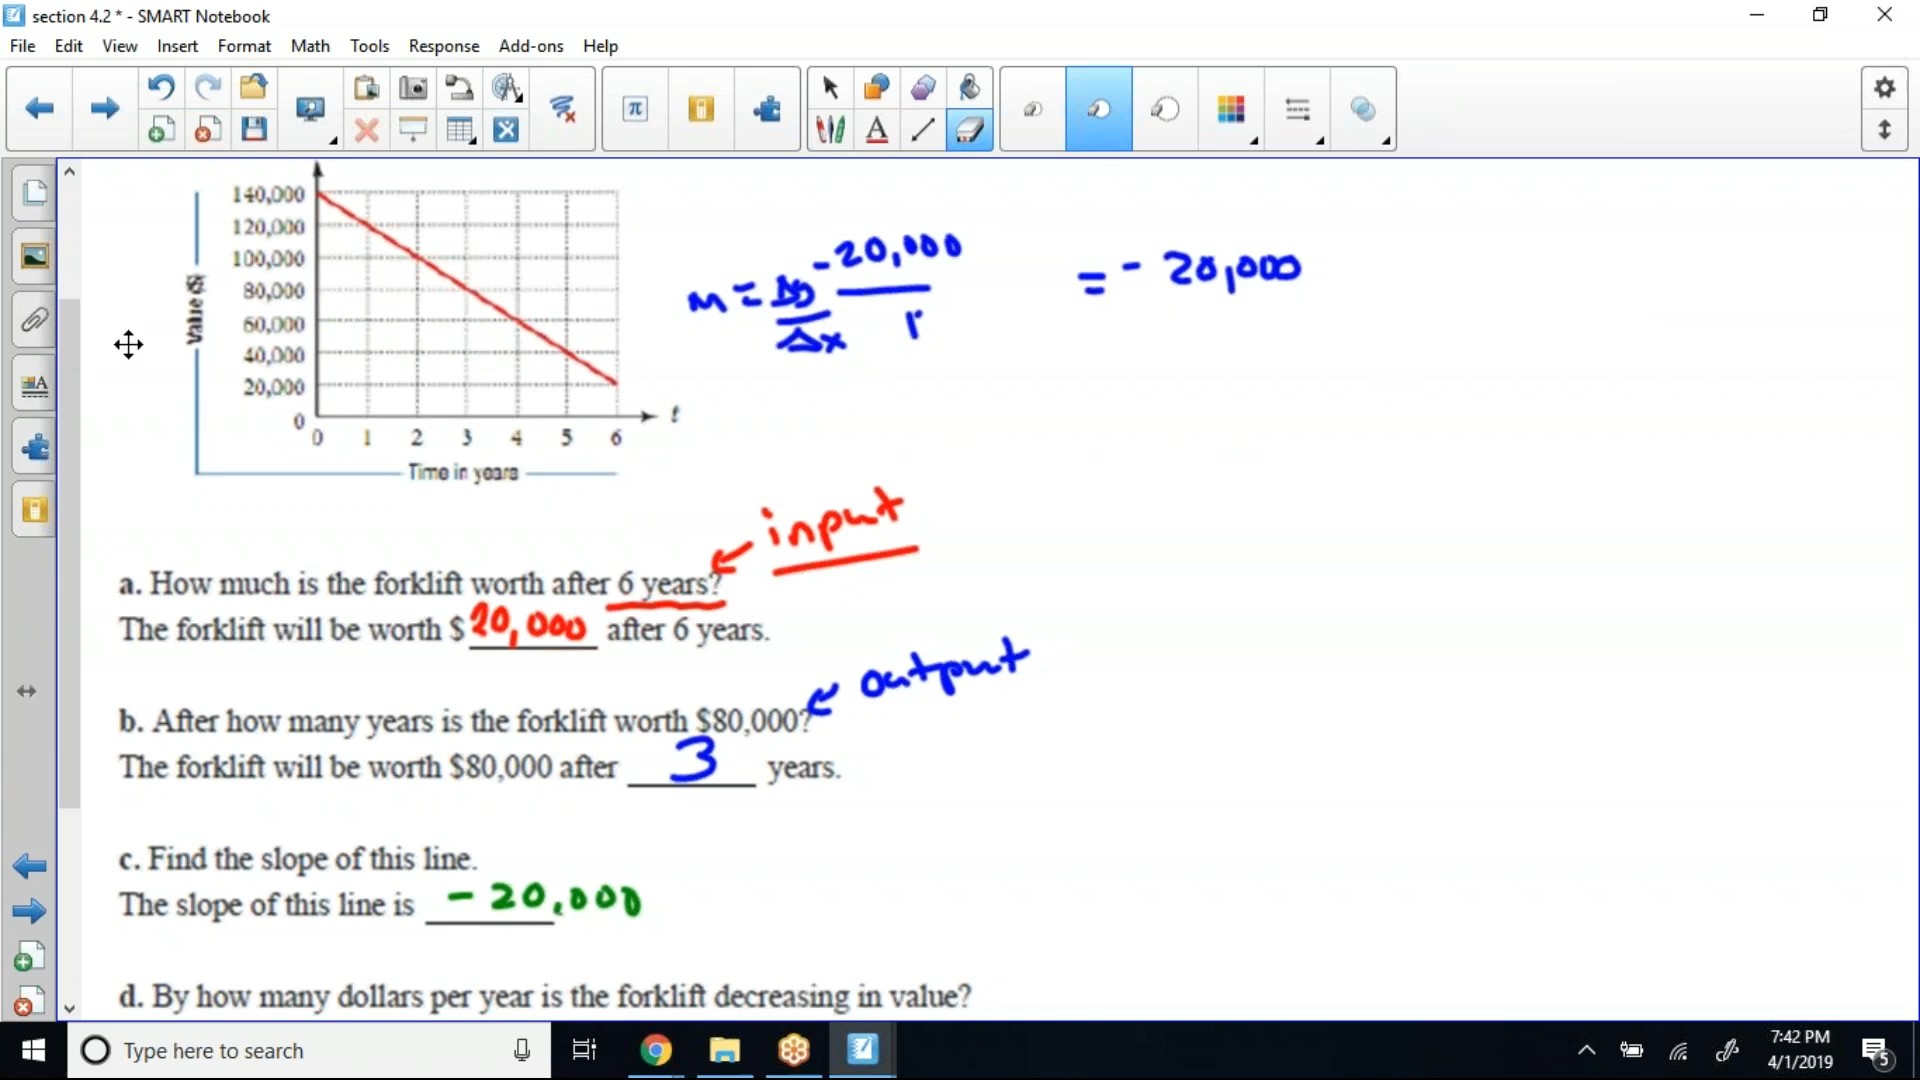 section 4.2 * - SMART Notebook
File Edit View Insert Format Math Tools Response Add-ons Help
π
A
A
140,000
120,000
100,000
80,000
60,000
40,000
20,000
0
Value ($)
0 1 2 3 4 5 6
t
Time in years
m = Δy -20,000 = - 20,000
Δx 1
input
a. How much is the forklift worth after 6 years?
The forklift will be worth $ 20,000 after 6 years.
output
b. After how many years is the forklift worth $80,000?
The forklift will be worth $80,000 after 3 years.
c. Find the slope of this line.
The slope of this line is - 20,000
d. By how many dollars per year is the forklift decreasing in value?
Type here to search
7:42 PM
4/1/2019
5